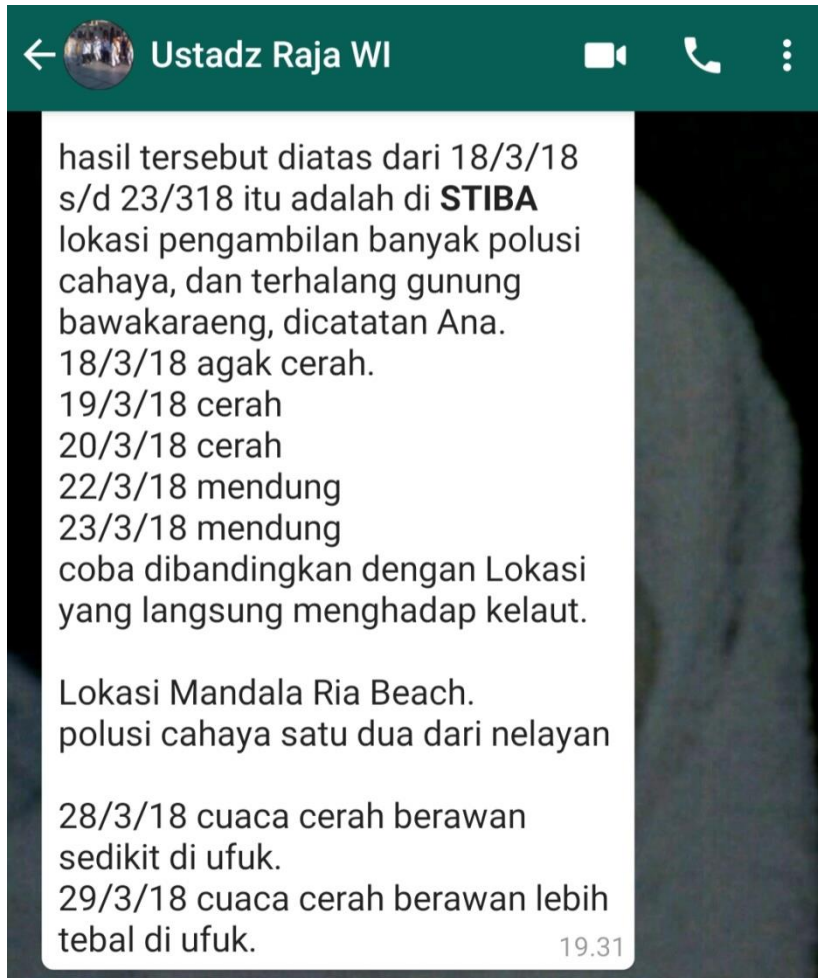 Ustadz Raja WI
hasil tersebut diatas dari 18/3/18
s/d 23/318 itu adalah di STIBA
lokasi pengambilan banyak polusi
cahaya, dan terhalang gunung
bawakaraeng, dicatatan Ana.
18/3/18 agak cerah.
19/3/18 cerah
20/3/18 cerah
22/3/18 mendung
23/3/18 mendung
coba dibandingkan dengan Lokasi
yang langsung menghadap kelaut.
Lokasi Mandala Ria Beach.
polusi cahaya satu dua dari nelayan
28/3/18 cuaca cerah berawan
sedikit di ufuk.
29/3/18 cuaca cerah berawan lebih
tebal di ufuk.
19.31